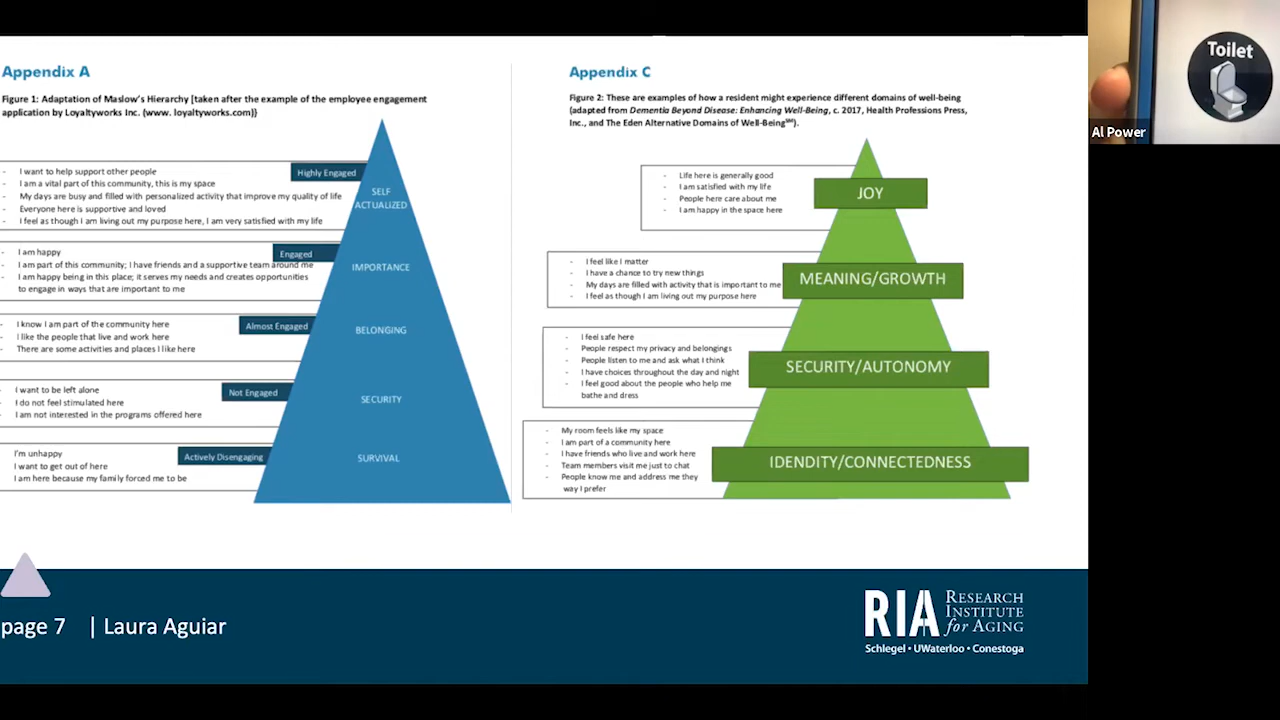 Appendix A
Figure 1: Adaptation of Maslow's Hierarchy [taken after the example of the employee engagement
application by Loyaltyworks Inc. (www. loyaltyworks.com)}
Highly Engaged
- I want to help support other people
- I am a vital part of this community, this is my space
- My days are busy and filled with personalized activity that improve my quality of life
- Everyone here is supportive and loved
- I feel as though I am living out my purpose here, I am very satisfied with my life
SELF
ACTUALIZED
Engaged
- I am happy
- I am part of this community; I have friends and a supportive team around me
- I am happy being in this place; it serves my needs and creates opportunities
to engage in ways that are important to me
IMPORTANCE
Almost Engaged
- I know I am part of the community here
- I like the people that live and work here
- There are some activities and places I like here
BELONGING
Not Engaged
- I want to be left alone
- I do not feel stimulated here
- I am not interested in the programs offered here
SECURITY
Actively Disengaging
I'm unhappy
I want to get out of here
I am here because my family forced me to be
SURVIVAL
Appendix C
Figure 2: These are examples of how a resident might experience different domains of well-being
(adapted from Dementia Beyond Disease: Enhancing Well-Being, c. 2017, Health Professions Press,
Inc., and The Eden Alternative Domains of Well-Being℠).
- Life here is generally good
- I am satisfied with my life
- People here care about me
- I am happy in the space here
JOY
- I feel like I matter
- I have a chance to try new things
- My days are filled with activity that is important to me
- I feel as though I am living out my purpose here
MEANING/GROWTH
- I feel safe here
- People respect my privacy and belongings
- People listen to me and ask what I think
- I have choices throughout the day and night
- I feel good about the people who help me
bathe and dress
SECURITY/AUTONOMY
- My room feels like my space
- I am part of a community here
- I have friends who live and work here
- Team members visit me just to chat
- People know me and address me they
way I prefer
IDENDITY/CONNECTEDNESS
page 7 | Laura Aguiar
RIA RESEARCH
INSTITUTE
for AGING
Schlegel • UWaterloo • Conestoga
Toilet
Al Power